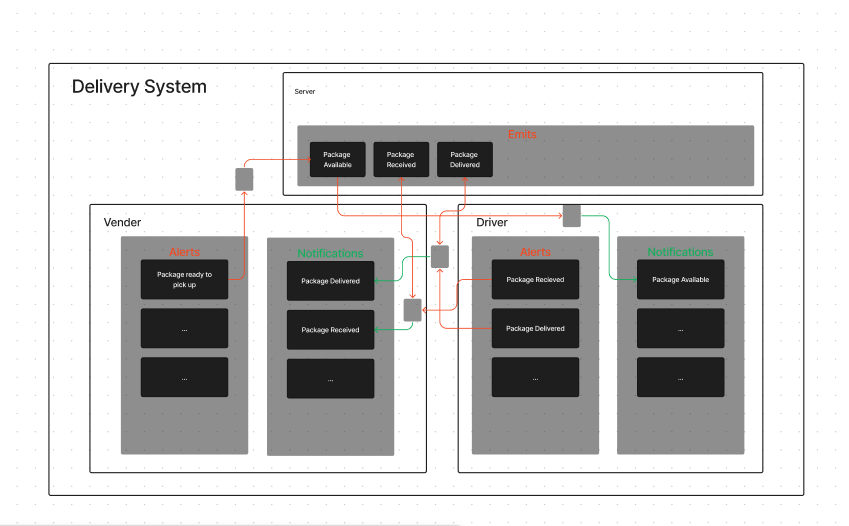 Delivery System
Server
Emits
Package
Available
Package
Received
Package
Delivered
Vender
Alerts
Package ready to
pick up
...
...
Notifications
Package Delivered
Package Received
...
Driver
Alerts
Package Recieved
Package Delivered
...
Notifications
Package Available
...
...